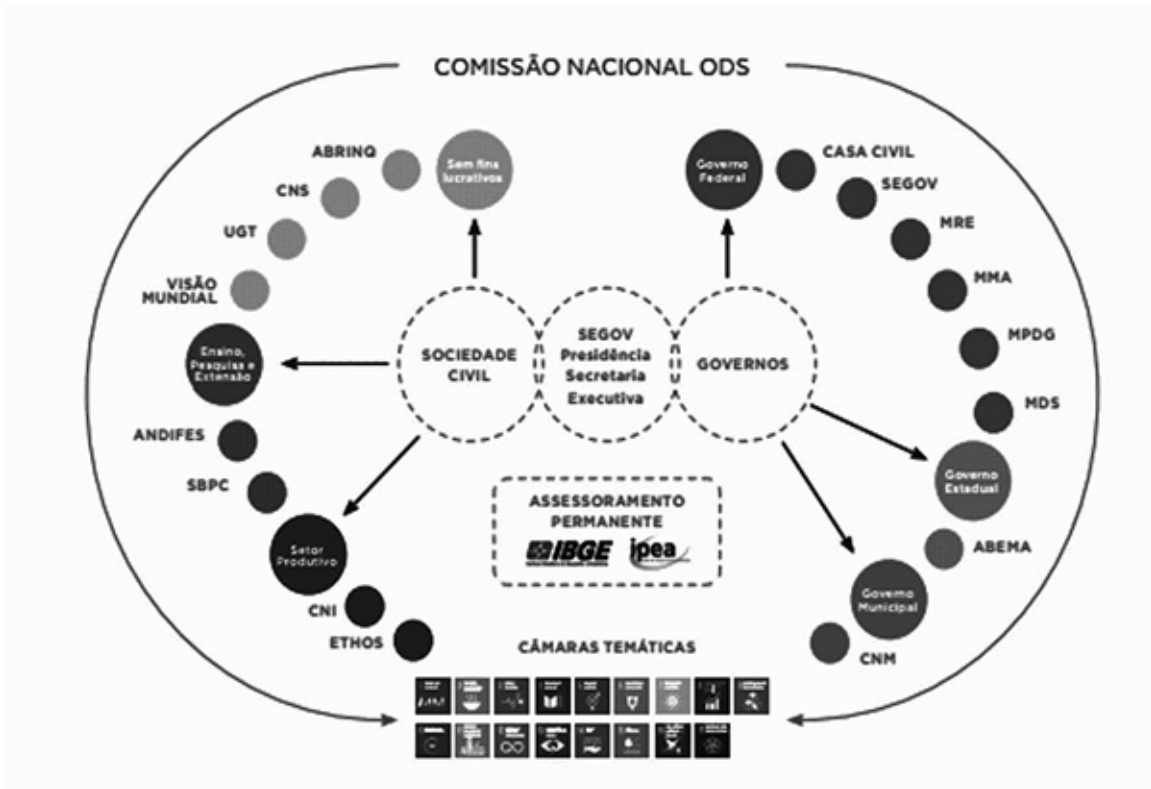 COMISSÃO NACIONAL ODS
ABRINQ
Sem fins
lucrativos
CNS
UGT
VISÃO
MUNDIAL
Ensino,
Pesquisa e
Extensão
ANDIFES
SBPC
Setor
Produtivo
CNI
ETHOS
SOCIEDADE
CIVIL
SEGOV
Presidência
Secretaria
Executiva
GOVERNOS
Governo
Federal
CASA CIVIL
SEGOV
MRE
MMA
MPDG
MDS
Governo
Estadual
ABEMA
Governo
Municipal
CNM
ASSESSORAMENTO
PERMANENTE
IBGE
ipea
CÂMARAS TEMÁTICAS